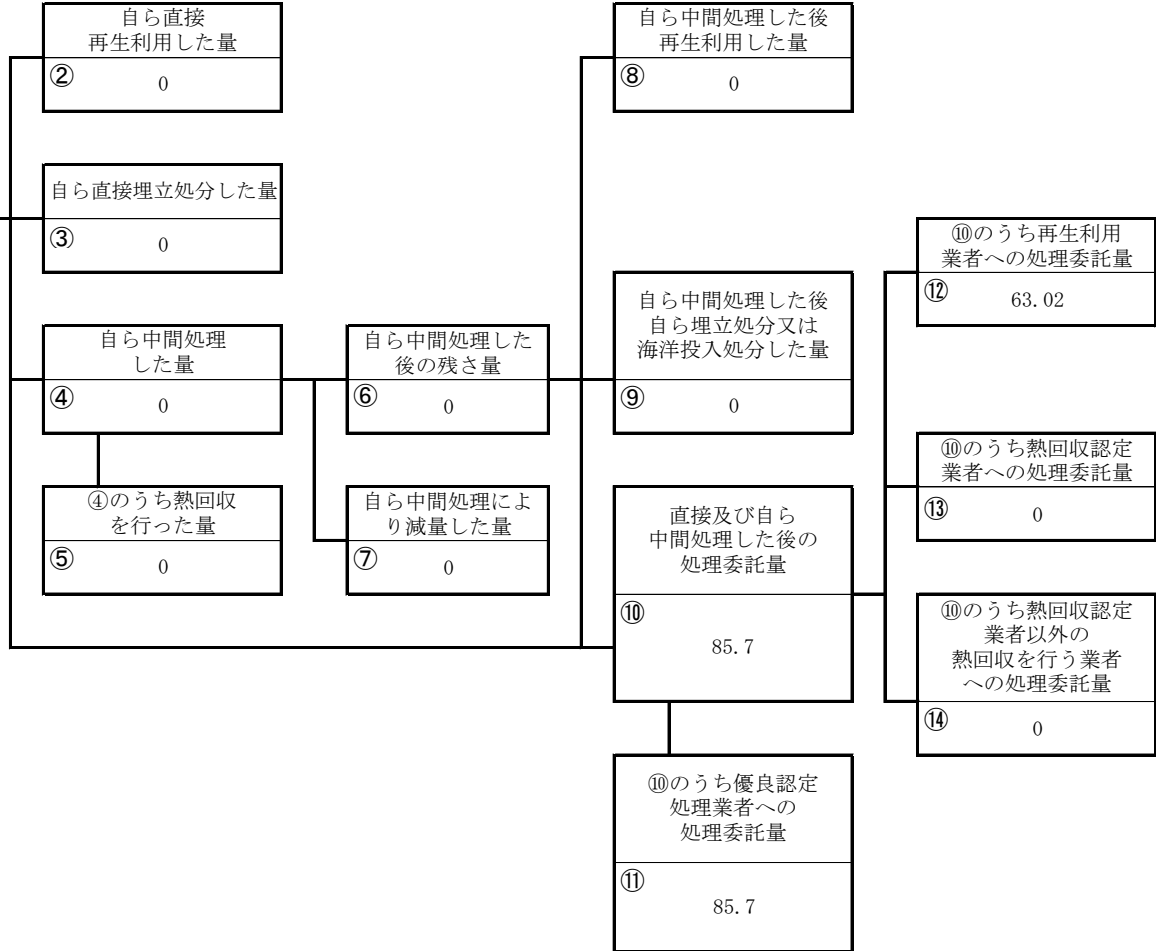 自ら直接
再生利用した量
② 0
自ら直接埋立処分した量
③ 0
自ら中間処理
した量
④ 0
④のうち熱回収
を行った量
⑤ 0
自ら中間処理した
後の残さ量
⑥ 0
自ら中間処理によ
り減量した量
⑦ 0
自ら中間処理した後
再生利用した量
⑧ 0
自ら中間処理した後
自ら埋立処分又は
海洋投入処分した量
⑨ 0
直接及び自ら
中間処理した後の
処理委託量
⑩
85.7
⑩のうち優良認定
処理業者への
処理委託量
⑪
85.7
⑩のうち再生利用
業者への処理委託量
⑫ 63.02
⑩のうち熱回収認定
業者への処理委託量
⑬ 0
⑩のうち熱回収認定
業者以外の
熱回収を行う業者
への処理委託量
⑭ 0